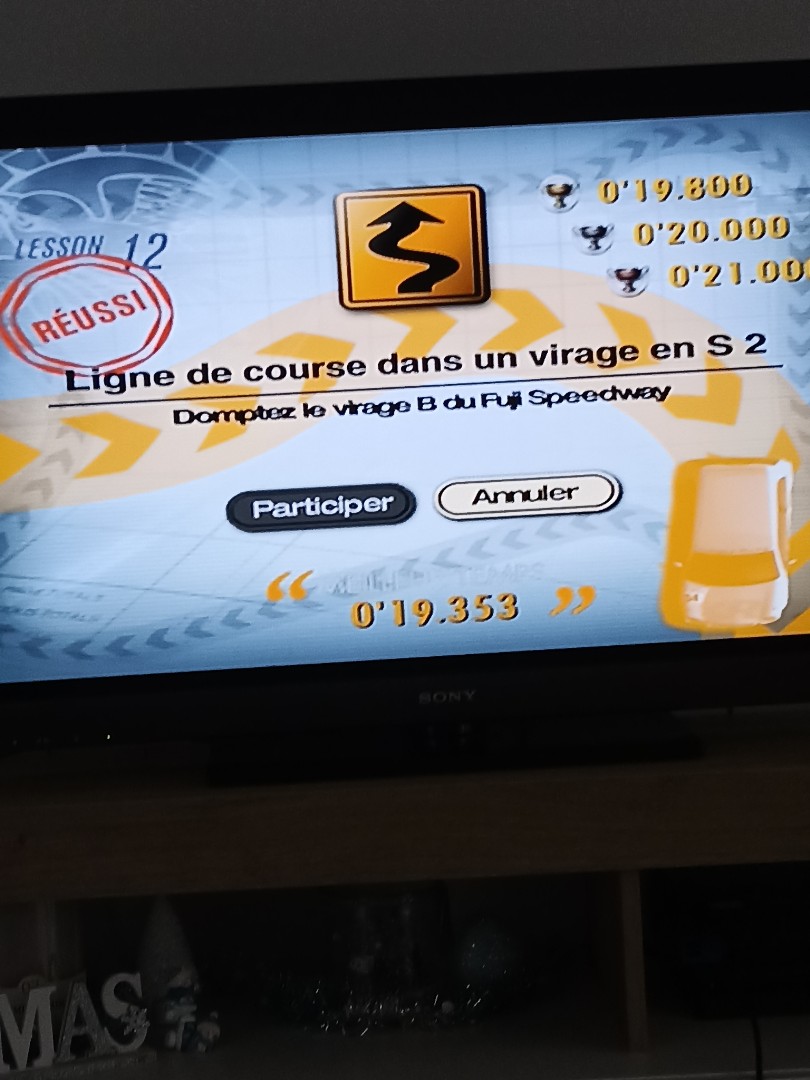 LESSON 12
RÉUSSI
0'19.800
0'20.000
0'21.00
Ligne de course dans un virage en S 2
Domptez le virage B du Fuji Speedway
Participer
Annuler
“ 0'19.353 ”
SONY
MAS